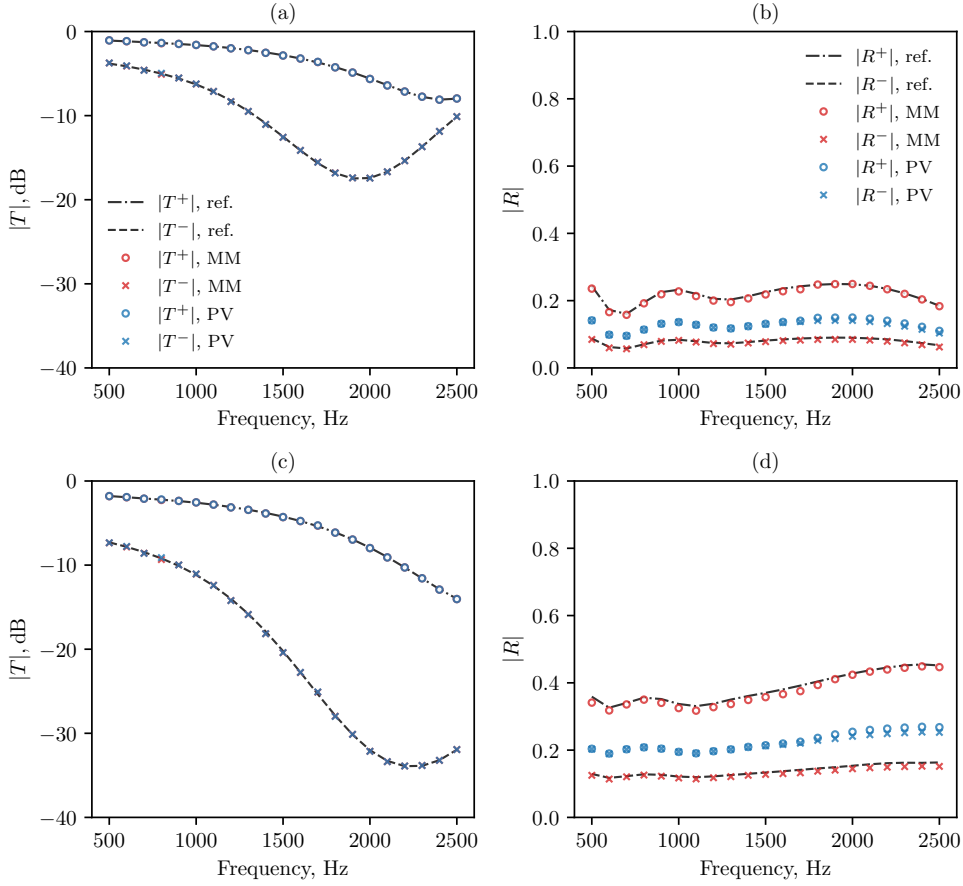 (a)
0
−10
−20
−30
−40
|T|, dB
|T⁺|, ref.
|T⁻|, ref.
|T⁺|, MM
|T⁻|, MM
|T⁺|, PV
|T⁻|, PV
500 1000 1500 2000 2500
Frequency, Hz
(b)
1.0
0.8
0.6
0.4
0.2
0.0
|R|
|R⁺|, ref.
|R⁻|, ref.
|R⁺|, MM
|R⁻|, MM
|R⁺|, PV
|R⁻|, PV
500 1000 1500 2000 2500
Frequency, Hz
(c)
0
−10
−20
−30
−40
|T|, dB
500 1000 1500 2000 2500
Frequency, Hz
(d)
1.0
0.8
0.6
0.4
0.2
0.0
|R|
500 1000 1500 2000 2500
Frequency, Hz